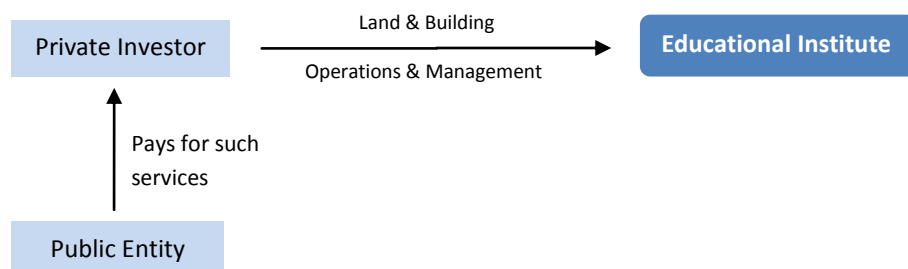 Land & Building
Private Investor
Educational Institute
Operations & Management
Pays for such
services
Public Entity